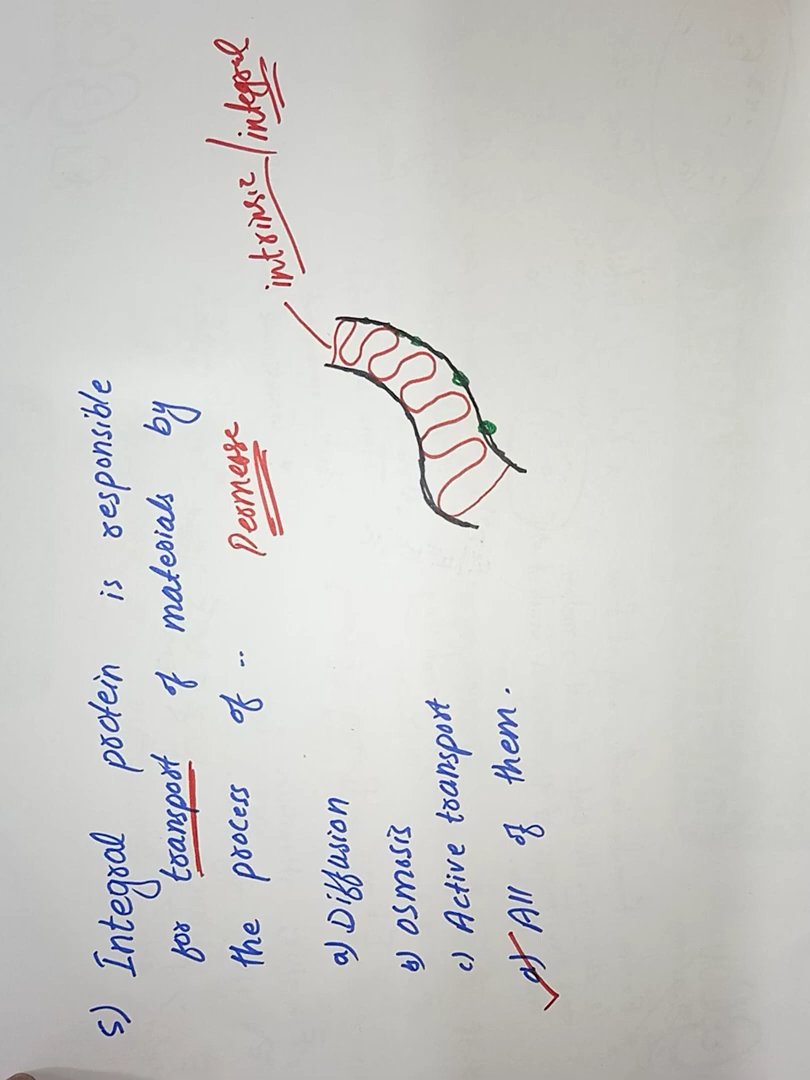 5) Integral protein is responsible
for transport of materials by
the process of ..
Permease
intrinsic / integral
a) Diffusion
b) osmosis
c) Active transport
d) All of them.